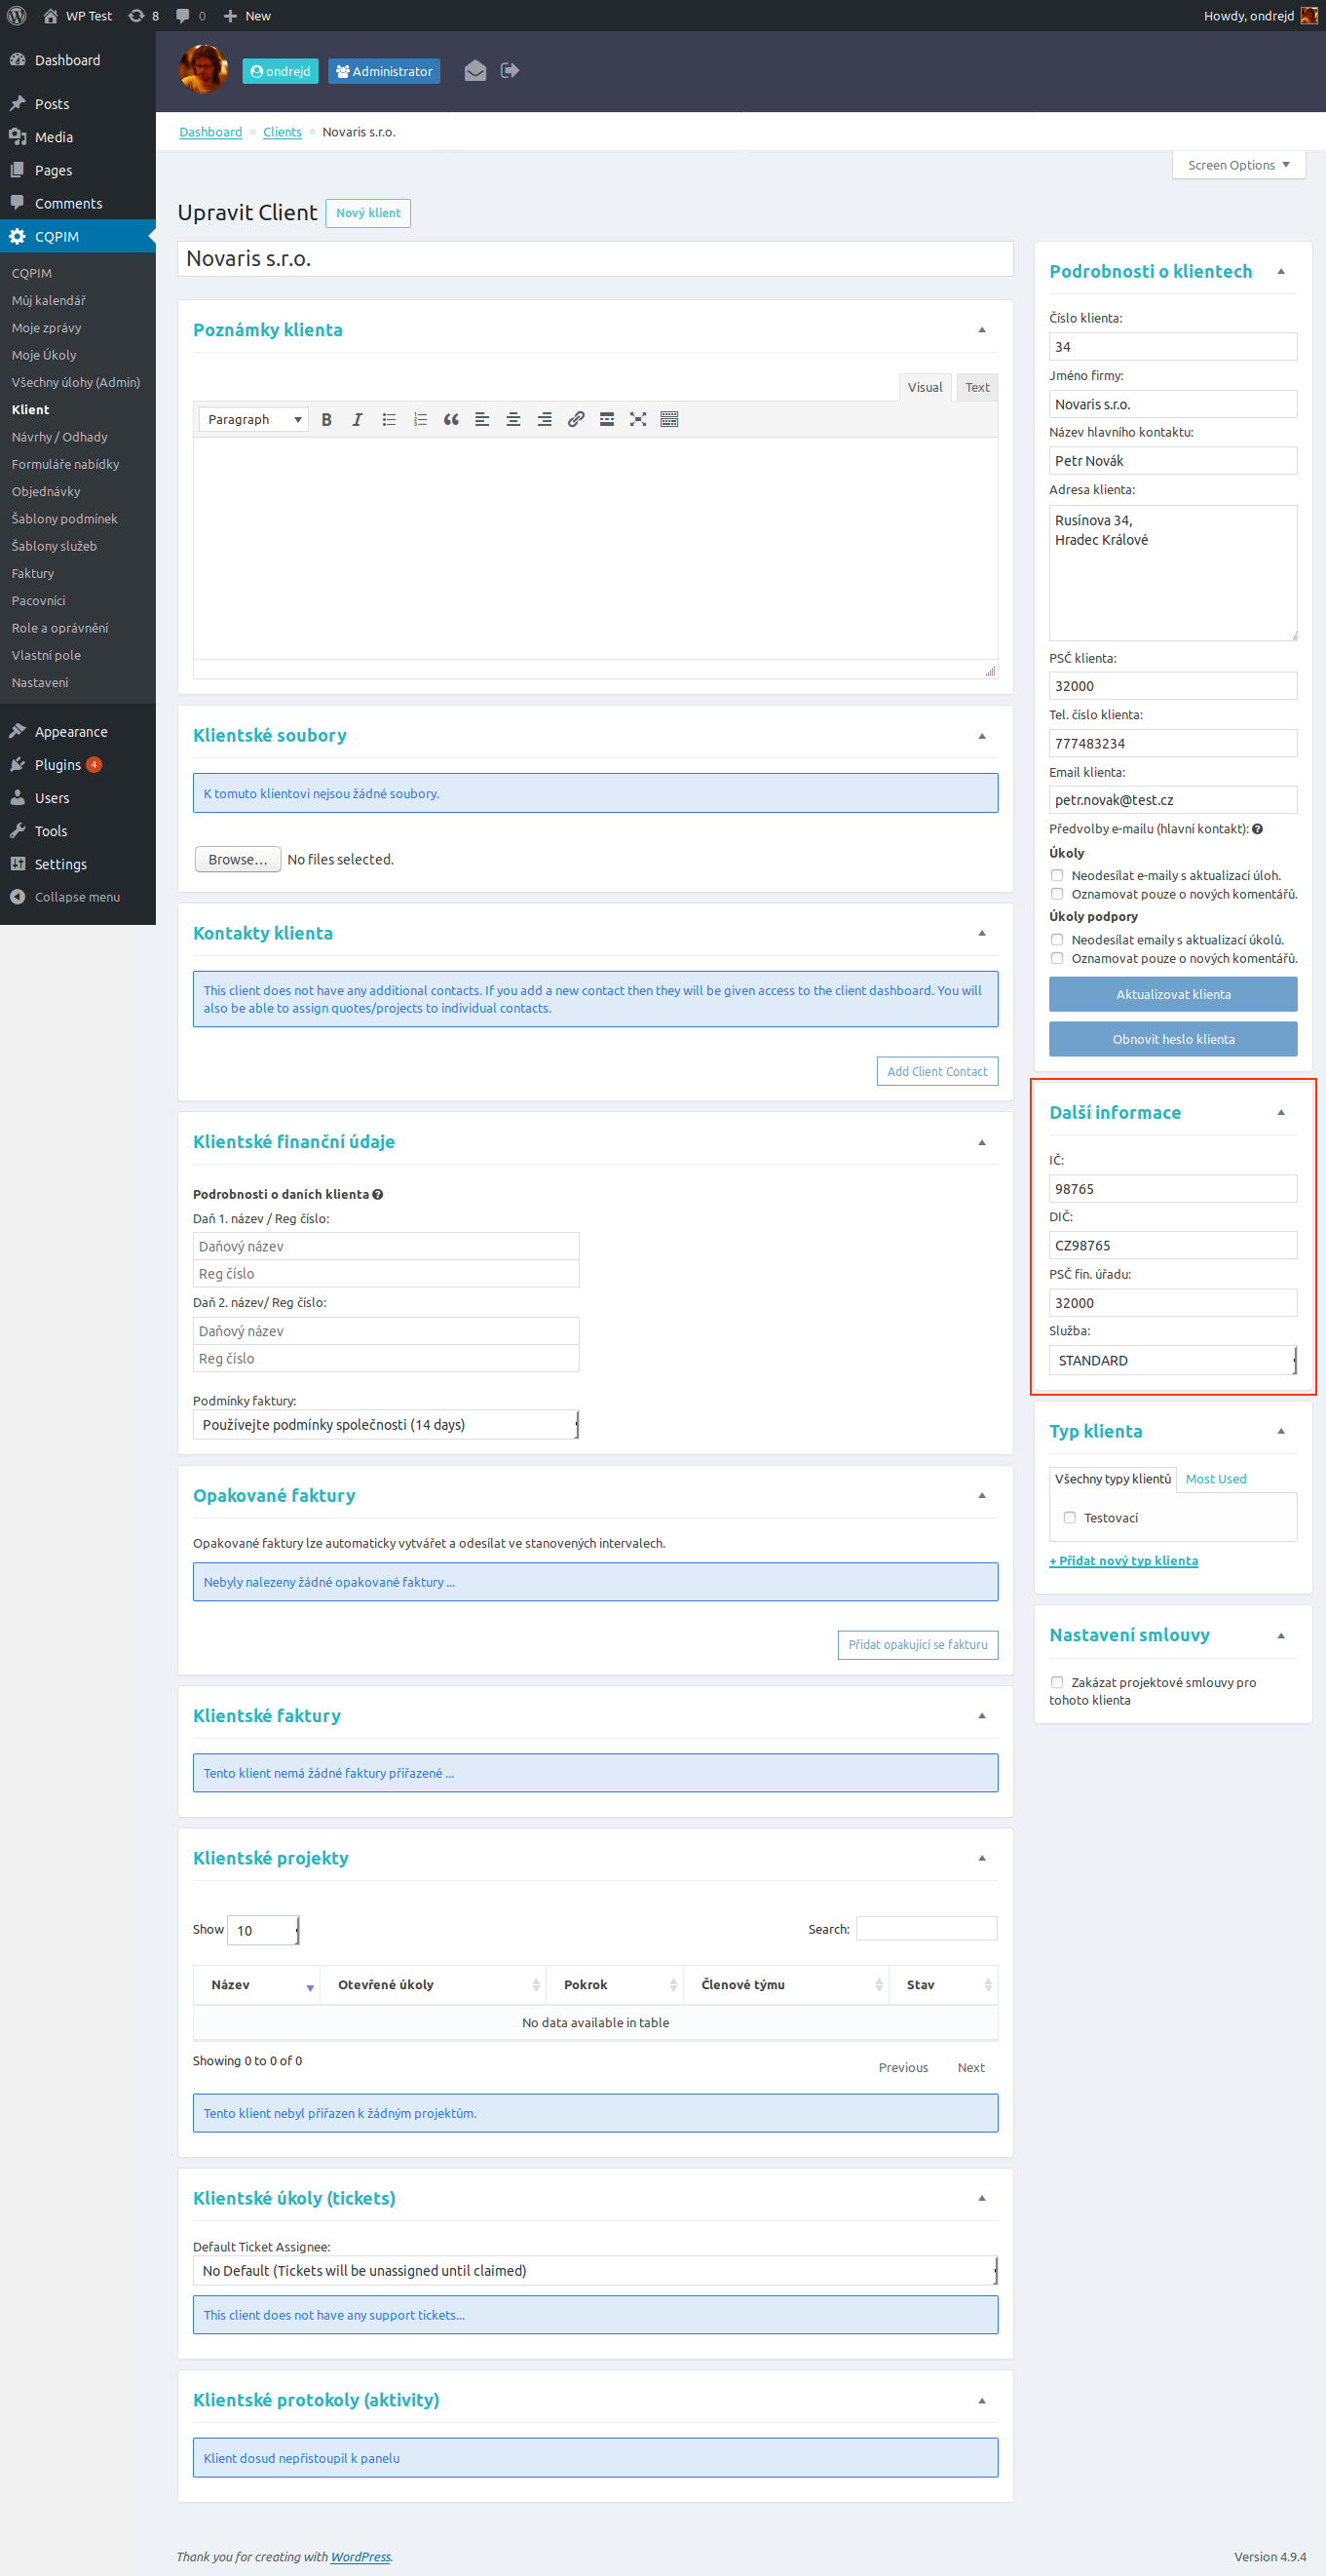 WP Test
8
0
New
Howdy, ondrejd
Dashboard
Posts
Media
Pages
Comments
CQPIM
CQPIM
Můj kalendář
Moje zprávy
Moje Úkoly
Všechny úlohy (Admin)
Klient
Návrhy / Odhady
Formuláře nabídky
Objednávky
Šablony podmínek
Šablony služeb
Faktury
Pacovníci
Role a oprávnění
Vlastní pole
Nastaveni
Appearance
Plugins 4
Users
Tools
Settings
Collapse menu
ondrejd
Administrator
Dashboard Clients Novaris s.r.o.
Screen Options
Upravit Client Nový klient
Novaris s.r.o.
Poznámky klienta
Visual Text
Paragraph
Klientské soubory
K tomuto klientovi nejsou žádné soubory.
Browse... No files selected.
Kontakty klienta
This client does not have any additional contacts. If you add a new contact then they will be given access to the client dashboard. You will
also be able to assign quotes/projects to individual contacts.
Add Client Contact
Klientské finanční údaje
Podrobnosti o daních klienta
Daň 1. název / Reg číslo:
Daňový název
Reg číslo
Daň 2. název/ Reg číslo:
Daňový název
Reg číslo
Podmínky faktury:
Používejte podmínky společnosti (14 days)
Opakované faktury
Opakované faktury lze automaticky vytvářet a odesílat ve stanovených intervalech.
Nebyly nalezeny žádné opakované faktury ...
Přidat opakující se fakturu
Klientské faktury
Tento klient nemá žádné faktury přiřazené ...
Klientské projekty
Show 10
Search:
Název Otevřené úkoly Pokrok Členové týmu Stav
No data available in table
Showing 0 to 0 of 0
Previous Next
Tento klient nebyl přiřazen k žádným projektům.
Klientské úkoly (tickets)
Default Ticket Assignee:
No Default (Tickets will be unassigned until claimed)
This client does not have any support tickets...
Klientské protokoly (aktivity)
Klient dosud nepřistoupil k panelu
Podrobnosti o klientech
Číslo klienta:
34
Jméno firmy:
Novaris s.r.o.
Název hlavního kontaktu:
Petr Novák
Adresa klienta:
Rusínova 34,
Hradec Králové
PSČ klienta:
32000
Tel. číslo klienta:
777483234
Email klienta:
petr.novak@test.cz
Předvolby e-mailu (hlavní kontakt):
Úkoly
Neodesílat e-maily s aktualizací úloh.
Oznamovat pouze o nových komentářů.
Úkoly podpory
Neodesílat emaily s aktualizací úkolů.
Oznamovat pouze o nových komentářů.
Aktualizovat klienta
Obnovit heslo klienta
Další informace
IČ:
98765
DIČ:
CZ98765
PSČ fin. úřadu:
32000
Služba:
STANDARD
Typ klienta
Všechny typy klientů Most Used
Testovací
+ Přidat nový typ klienta
Nastavení smlouvy
Zakázat projektové smlouvy pro
tohoto klienta
Thank you for creating with WordPress.
Version 4.9.4